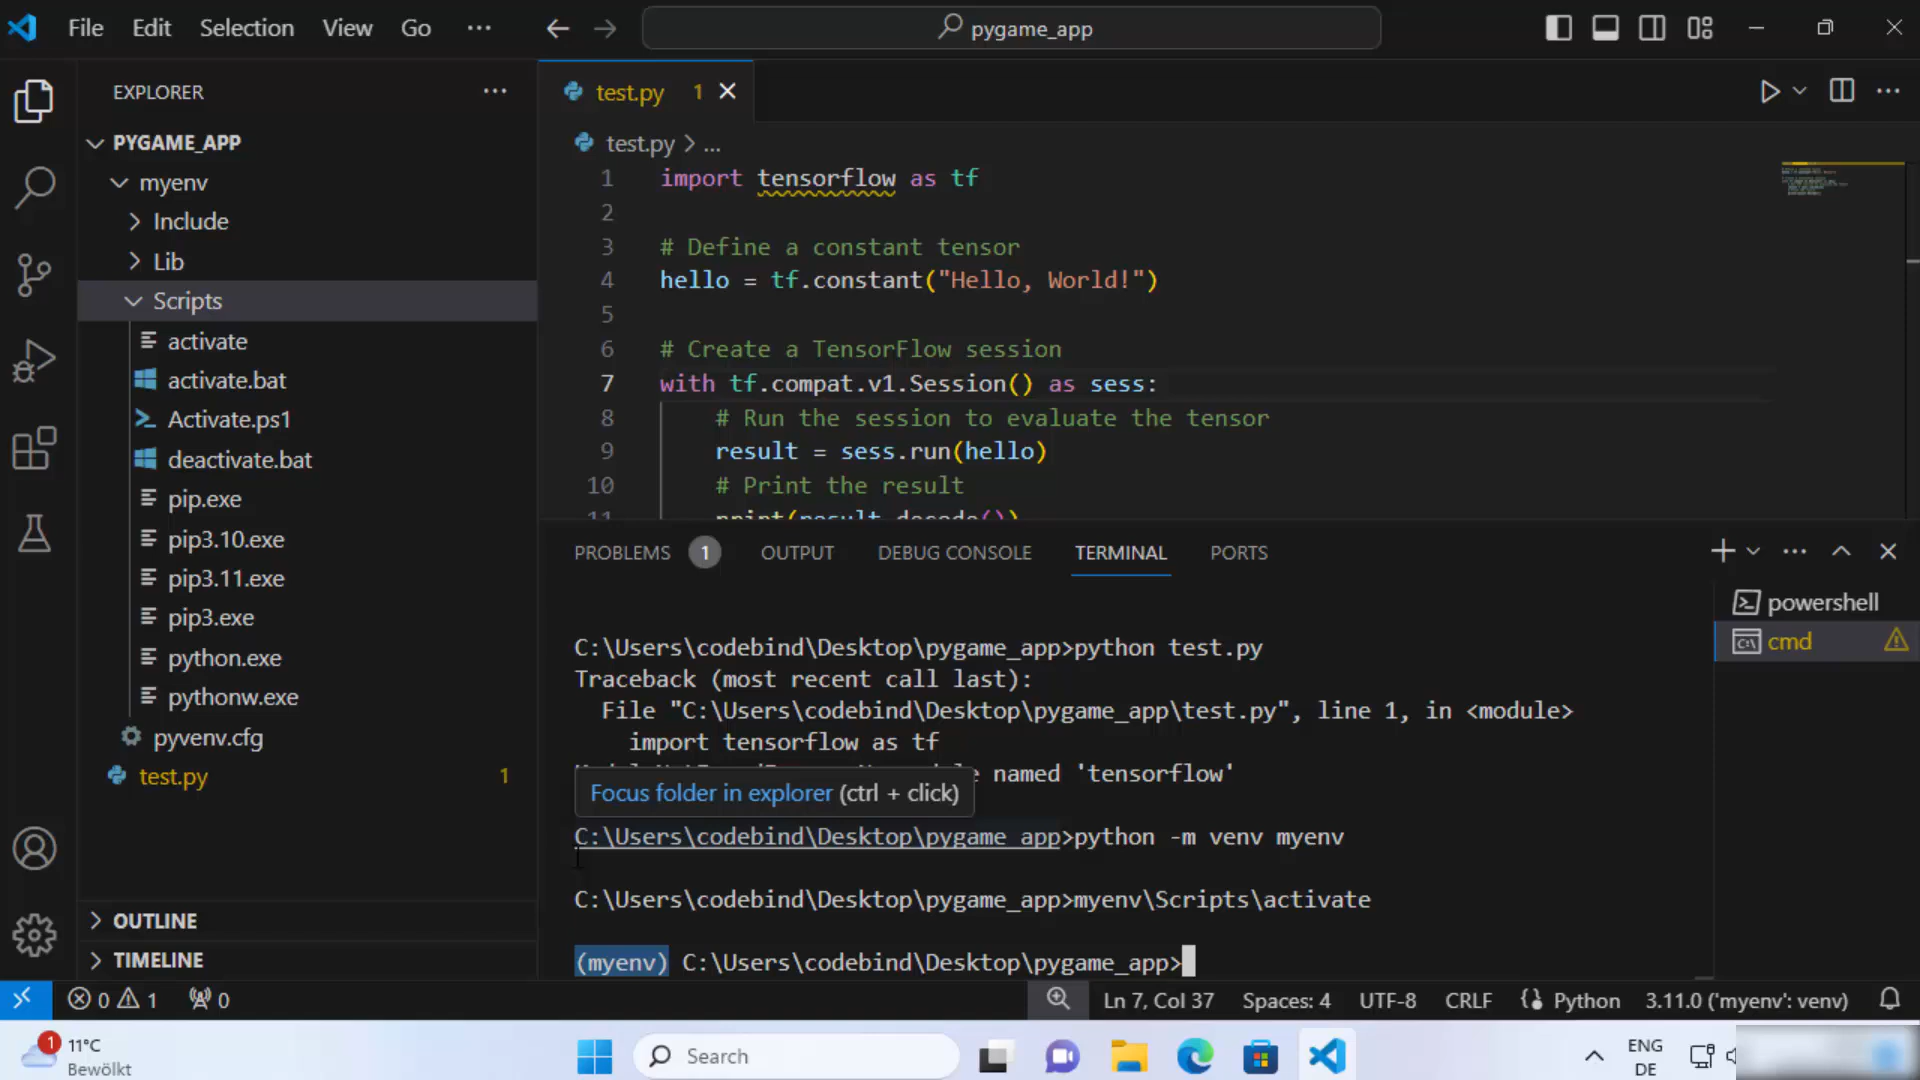 File Edit Selection View Go ...
pygame_app
EXPLORER
PYGAME_APP
myenv
Include
Lib
Scripts
activate
activate.bat
Activate.ps1
deactivate.bat
pip.exe
pip3.10.exe
pip3.11.exe
pip3.exe
python.exe
pythonw.exe
pyvenv.cfg
test.py 1
OUTLINE
TIMELINE
test.py 1
test.py > ...
1 import tensorflow as tf
2
3 # Define a constant tensor
4 hello = tf.constant("Hello, World!")
5
6 # Create a TensorFlow session
7 with tf.compat.v1.Session() as sess:
8 # Run the session to evaluate the tensor
9 result = sess.run(hello)
10 # Print the result
11 print(result.decode())
PROBLEMS 1 OUTPUT DEBUG CONSOLE TERMINAL PORTS
powershell
cmd
C:\Users\codebind\Desktop\pygame_app>python test.py
Traceback (most recent call last):
File "C:\Users\codebind\Desktop\pygame_app\test.py", line 1, in <module>
import tensorflow as tf
named 'tensorflow'
Focus folder in explorer (ctrl + click)
C:\Users\codebind\Desktop\pygame_app>python -m venv myenv
C:\Users\codebind\Desktop\pygame_app>myenv\Scripts\activate
(myenv) C:\Users\codebind\Desktop\pygame_app>
0 1 0 Ln 7, Col 37 Spaces: 4 UTF-8 CRLF Python 3.11.0 ('myenv': venv)
1 11°C
Bewölkt
Search
ENG
DE